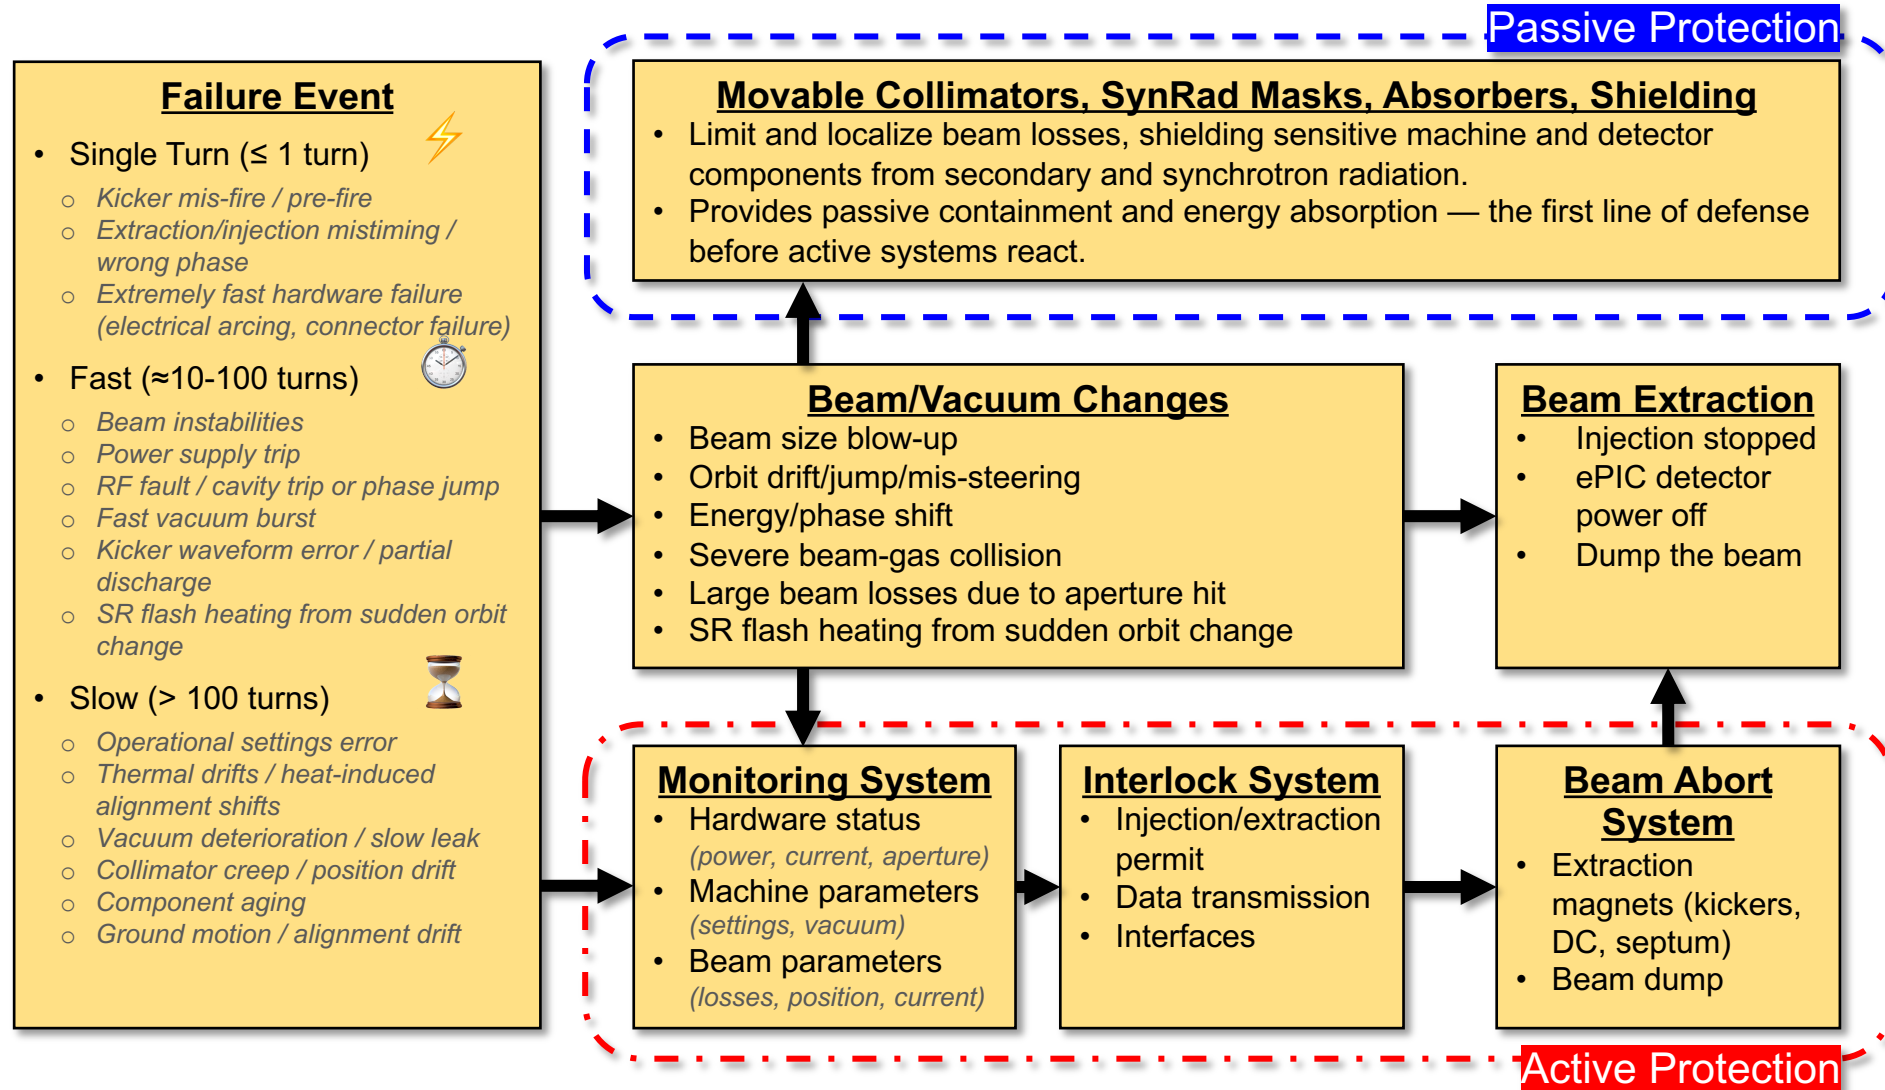 Passive Protection
Failure Event
• Single Turn (≤ 1 turn)
o Kicker mis-fire / pre-fire
o Extraction/injection mistiming /
wrong phase
o Extremely fast hardware failure
(electrical arcing, connector failure)
• Fast (≈10-100 turns)
o Beam instabilities
o Power supply trip
o RF fault / cavity trip or phase jump
o Fast vacuum burst
o Kicker waveform error / partial
discharge
o SR flash heating from sudden orbit
change
• Slow (> 100 turns)
o Operational settings error
o Thermal drifts / heat-induced
alignment shifts
o Vacuum deterioration / slow leak
o Collimator creep / position drift
o Component aging
o Ground motion / alignment drift
Movable Collimators, SynRad Masks, Absorbers, Shielding
• Limit and localize beam losses, shielding sensitive machine and detector
components from secondary and synchrotron radiation.
• Provides passive containment and energy absorption — the first line of defense
before active systems react.
Beam/Vacuum Changes
• Beam size blow-up
• Orbit drift/jump/mis-steering
• Energy/phase shift
• Severe beam-gas collision
• Large beam losses due to aperture hit
• SR flash heating from sudden orbit change
Beam Extraction
• Injection stopped
• ePIC detector
power off
• Dump the beam
Monitoring System
• Hardware status
(power, current, aperture)
• Machine parameters
(settings, vacuum)
• Beam parameters
(losses, position, current)
Interlock System
• Injection/extraction
permit
• Data transmission
• Interfaces
Beam Abort
System
• Extraction
magnets (kickers,
DC, septum)
• Beam dump
Active Protection